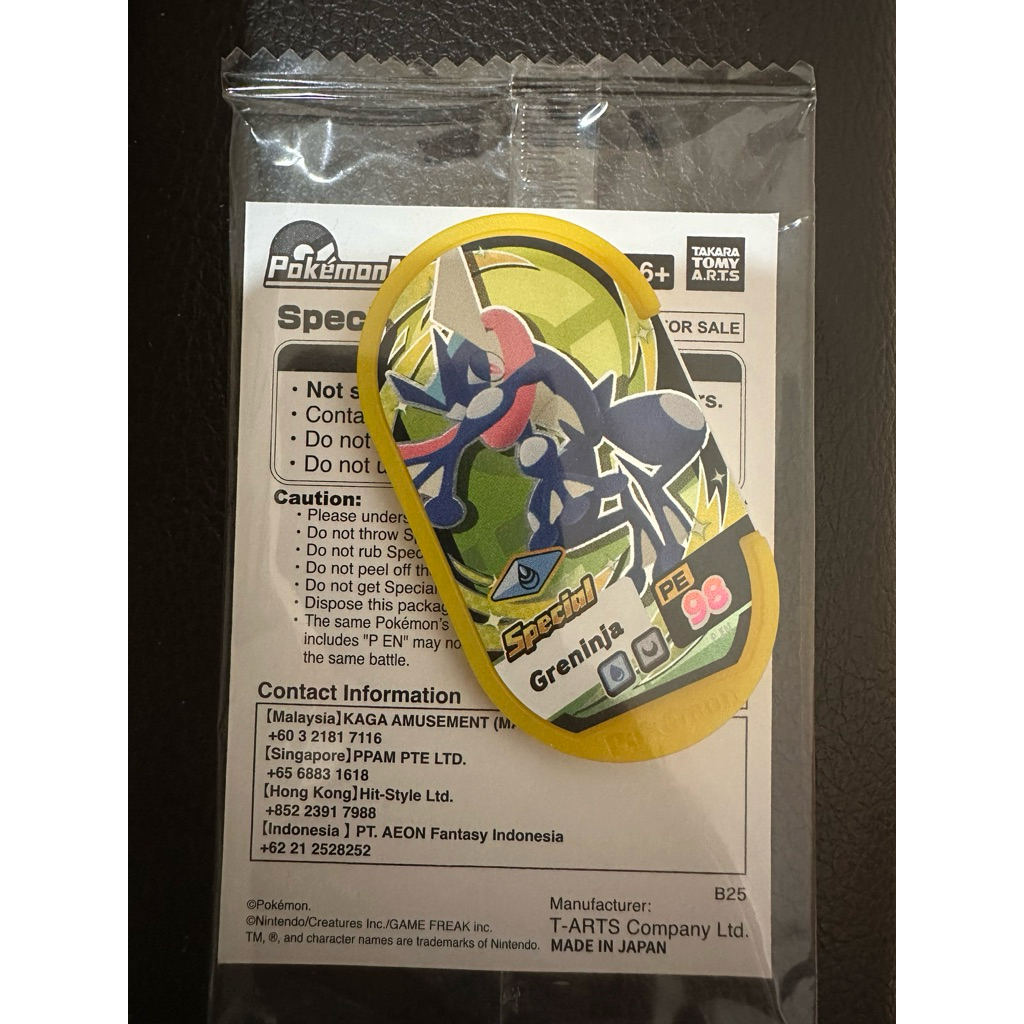 Pokémon
6+
TAKARA
TOMY
A.R.T.S
Spec
OR SALE
・Not s
rs.
・Conta
・Do not
・Do not u
Caution:
・Please unders
・Do not throw Sp
・Do not rub Spec
・Do not peel off th
・Do not get Special
・Dispose this packag
・The same Pokémon's
includes "P EN" may no
the same battle.
Special
Greninja
PE
98
Contact Information
【Malaysia】KAGA AMUSEMENT (MA
+60 3 2181 7116
【Singapore】PPAM PTE LTD.
+65 6883 1618
【Hong Kong】Hit-Style Ltd.
+852 2391 7988
【Indonesia】 PT. AEON Fantasy Indonesia
+62 21 2528252
B25
©Pokémon.
©Nintendo/Creatures Inc./GAME FREAK inc.
TM, ®, and character names are trademarks of Nintendo.
Manufacturer:
T-ARTS Company Ltd.
MADE IN JAPAN